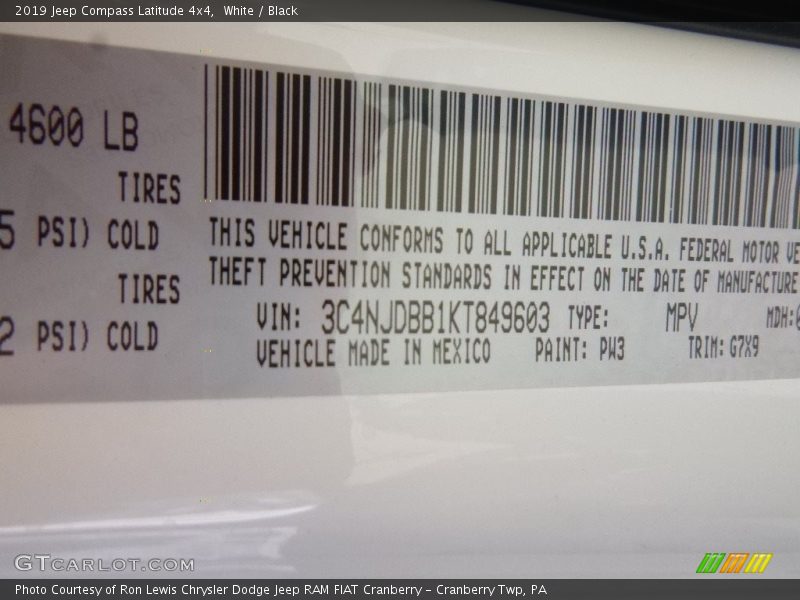 2019 Jeep Compass Latitude 4x4, White / Black
4600 LB
TIRES
5 PSI) COLD
TIRES
2 PSI) COLD
THIS VEHICLE CONFORMS TO ALL APPLICABLE U.S.A. FEDERAL MOTOR VE
THEFT PREVENTION STANDARDS IN EFFECT ON THE DATE OF MANUFACTURE
VIN: 3C4NJDBB1KT849603 TYPE: MPV MDH:0
VEHICLE MADE IN MEXICO PAINT: PW3 TRIM: G7X9
GTCARLOT.COM
Photo Courtesy of Ron Lewis Chrysler Dodge Jeep RAM FIAT Cranberry – Cranberry Twp, PA